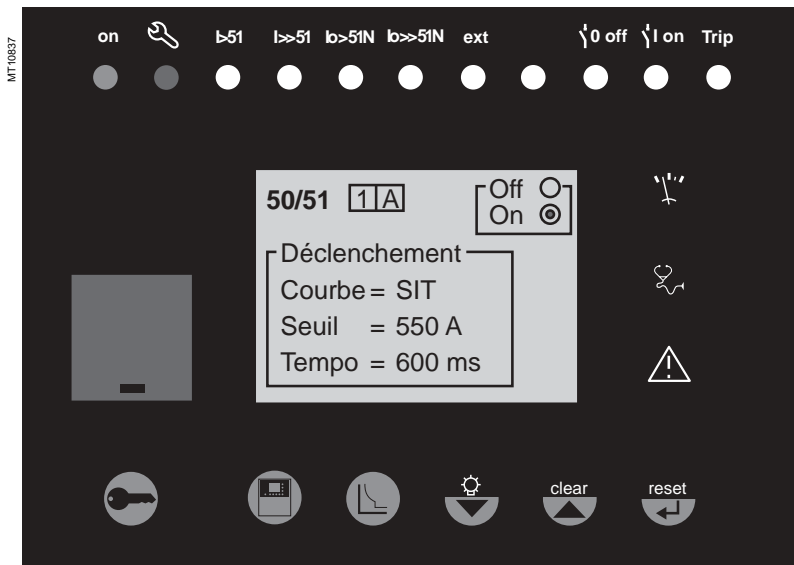 MT10837
on I>51 I>>51 Io>51N Io>>51N ext 0 off I on Trip
50/51 1 A Off
On
Déclenchement
Courbe = SIT
Seuil = 550 A
Tempo = 600 ms
clear reset